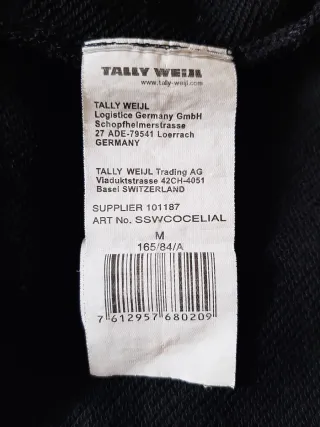 TALLY WEiJL
www.tally-weijl.com
TALLY WEIJL
Logistice Germany GmbH
Schopfheimerstrasse
27 ADE-79541 Loerrach
GERMANY
TALLY WEIJL Trading AG
Viaduktstrasse 42CH-4051
Basel SWITZERLAND
SUPPLIER 101187
ART No. SSWCOCELIAL
M
165/84/A
7 612957 680209